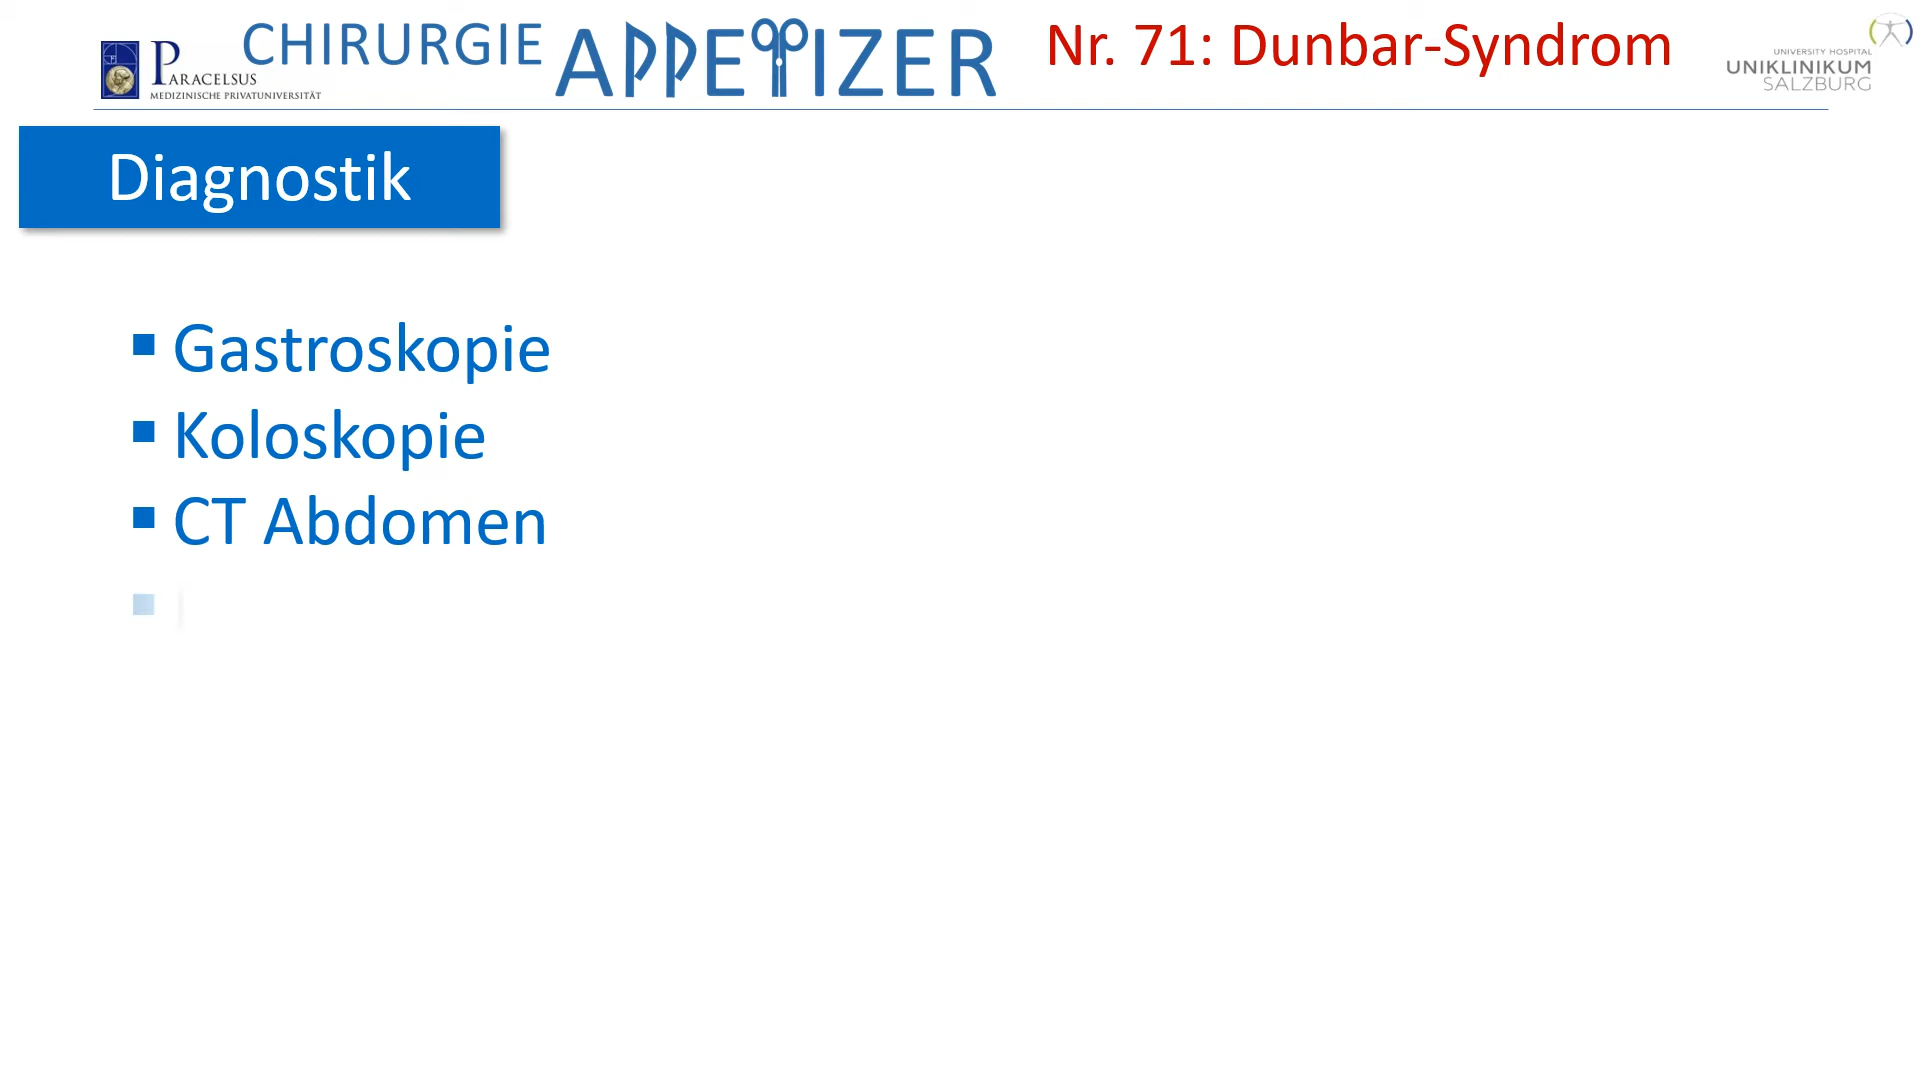 PARACELSUS
MEDIZINISCHE PRIVATUNIVERSITÄT
CHIRURGIE APPETIZER
Nr. 71: Dunbar-Syndrom
UNIVERSITY HOSPITAL
UNIKLINIKUM
SALZBURG
Diagnostik
▪ Gastroskopie
▪ Koloskopie
▪ CT Abdomen
▪